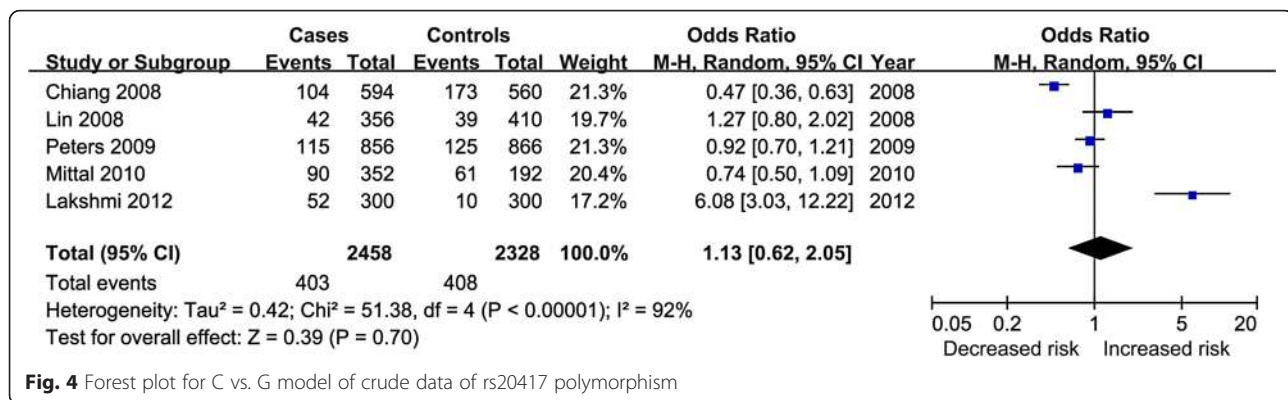 Cases Controls Odds Ratio Odds Ratio
Study or Subgroup Events Total Events Total Weight M-H, Random, 95% CI Year M-H, Random, 95% CI
Chiang 2008 104 594 173 560 21.3% 0.47 [0.36, 0.63] 2008
Lin 2008 42 356 39 410 19.7% 1.27 [0.80, 2.02] 2008
Peters 2009 115 856 125 866 21.3% 0.92 [0.70, 1.21] 2009
Mittal 2010 90 352 61 192 20.4% 0.74 [0.50, 1.09] 2010
Lakshmi 2012 52 300 10 300 17.2% 6.08 [3.03, 12.22] 2012
Total (95% CI) 2458 2328 100.0% 1.13 [0.62, 2.05]
Total events 403 408
Heterogeneity: Tau² = 0.42; Chi² = 51.38, df = 4 (P < 0.00001); I² = 92%
Test for overall effect: Z = 0.39 (P = 0.70)
0.05 0.2 1 5 20
Decreased risk Increased risk
Fig. 4 Forest plot for C vs. G model of crude data of rs20417 polymorphism